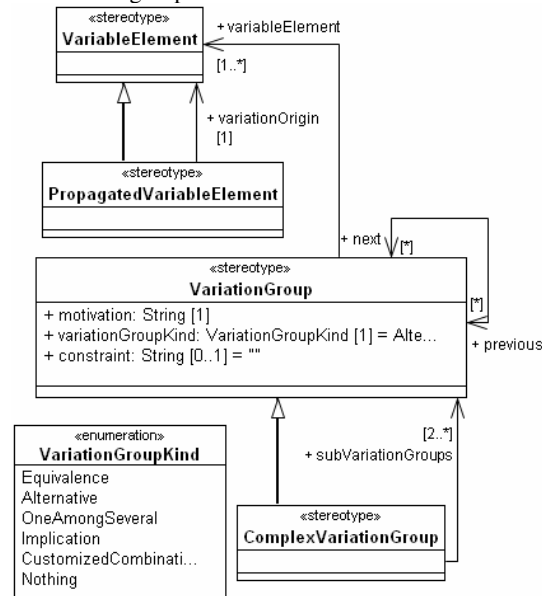 «stereotype»
VariableElement
+ variableElement
[1..*]
+ variationOrigin
[1]
«stereotype»
PropagatedVariableElement
+ next
[*]
«stereotype»
VariationGroup
[*]
+ previous
+ motivation: String [1]
+ variationGroupKind: VariationGroupKind [1] = Alte...
+ constraint: String [0..1] = ""
[2..*]
+ subVariationGroups
«enumeration»
VariationGroupKind
Equivalence
Alternative
OneAmongSeveral
Implication
CustomizedCombinati...
Nothing
«stereotype»
ComplexVariationGroup